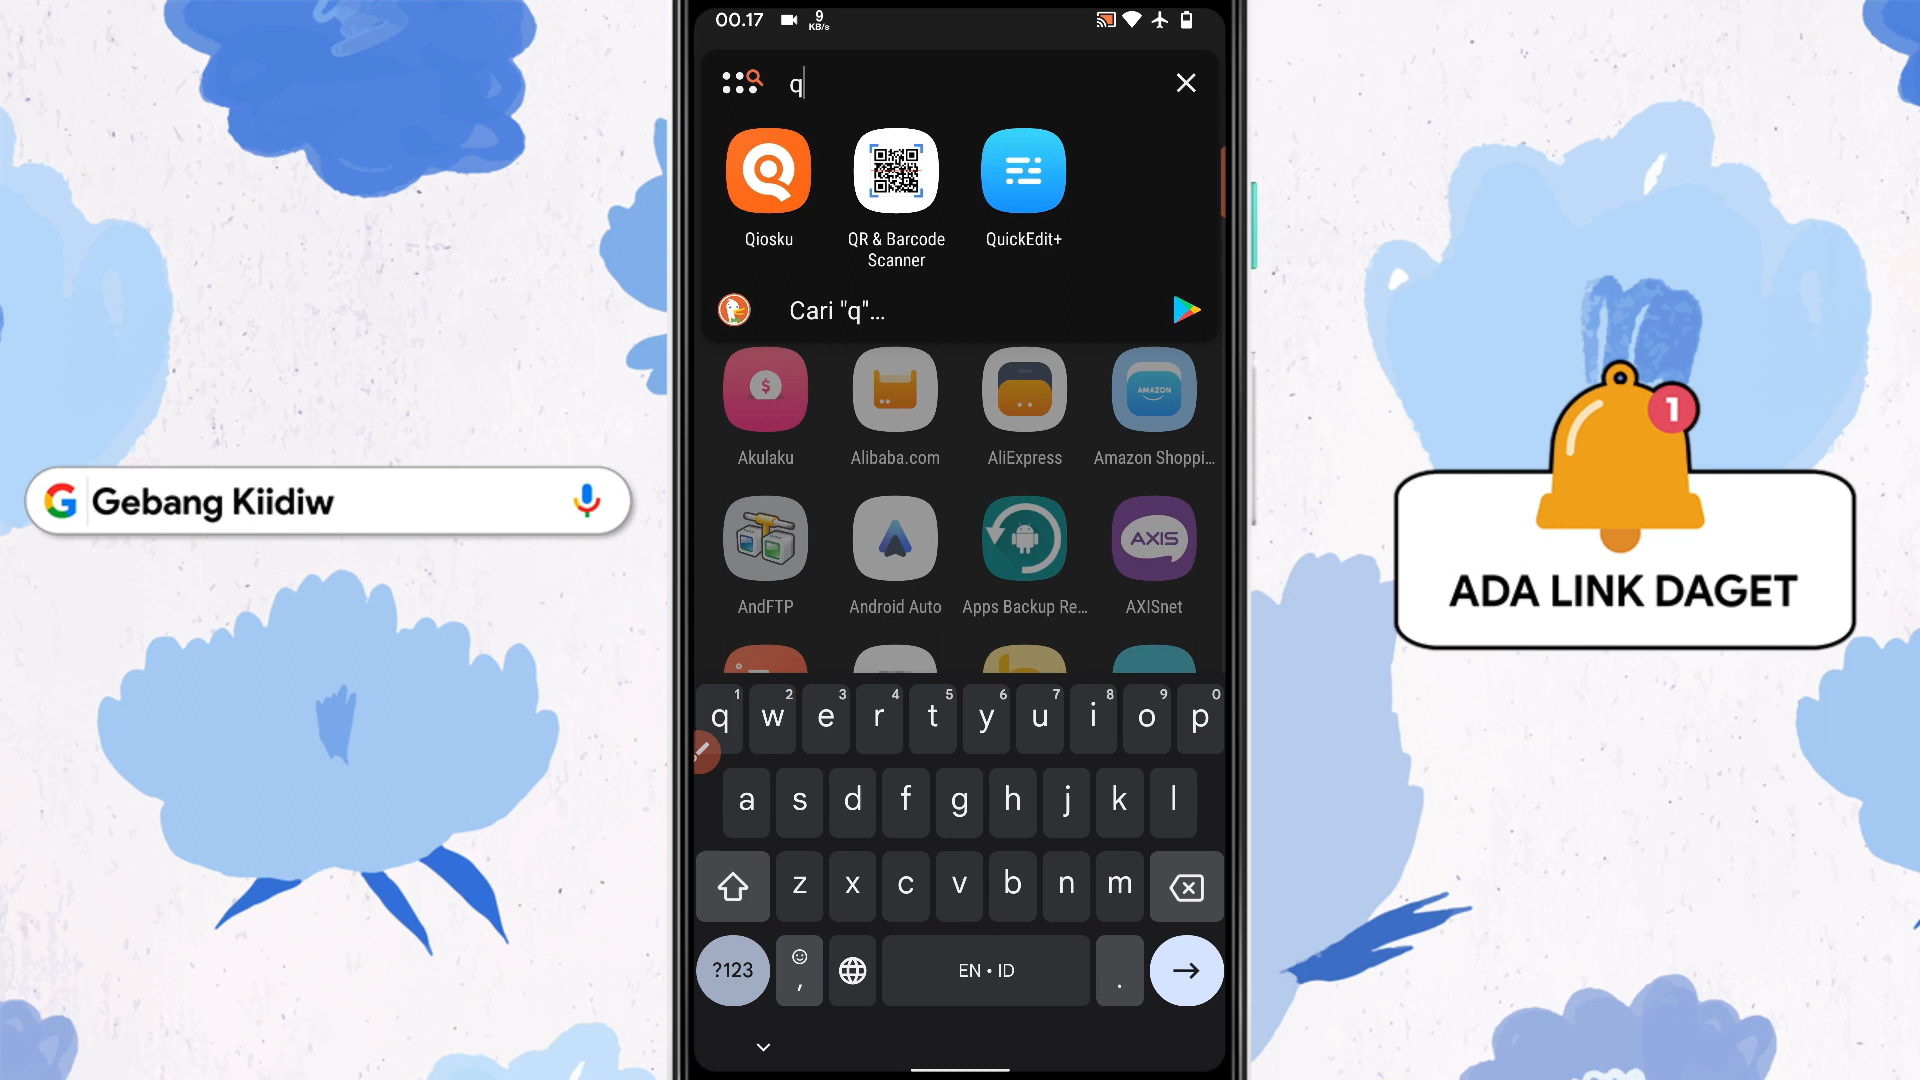 00.17 9 KB/s
q
Qiosku QR & Barcode Scanner QuickEdit+
Cari "q"...
Akulaku Alibaba.com AliExpress Amazon Shoppi...
AMAZON
AndFTP Android Auto Apps Backup Re... AXISnet
AXIS
G Gebang Kiidiw
1
ADA LINK DAGET
q 1 w 2 e 3 r 4 t 5 y 6 u 7 i 8 o 9 p 0
a s d f g h j k l
z x c v b n m
?123 , EN • ID .